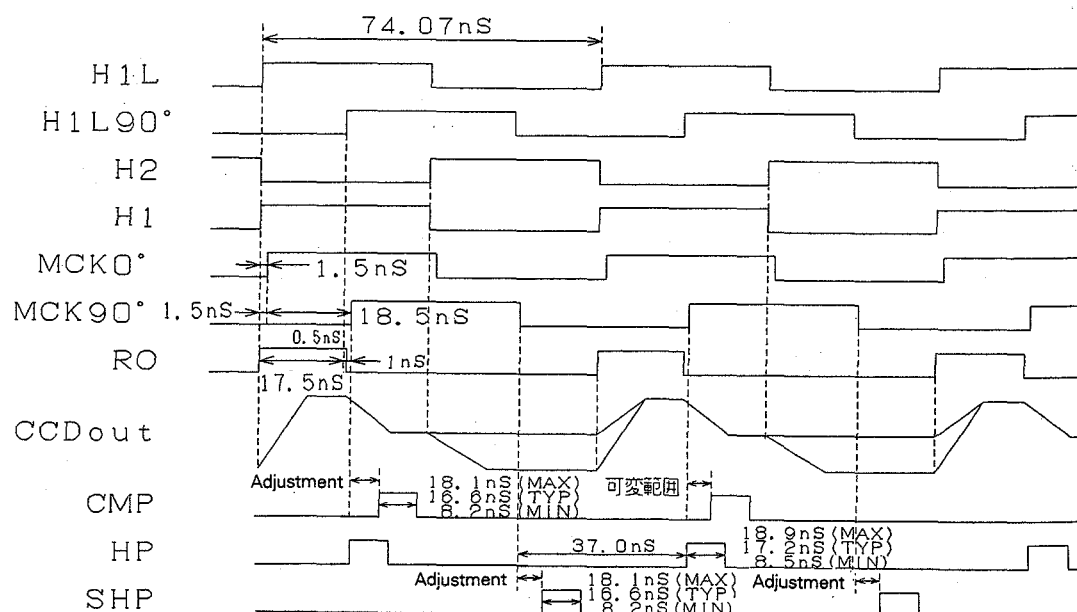 74.07nS
H1L
H1L90°
H2
H1
MCK0°
1.5nS
MCK90°
1.5nS
18.5nS
0.5nS
RO
1nS
17.5nS
CCDout
Adjustment
18.1nS(MAX)
可変範囲
CMP
16.6nS(TYP)
8.2nS(MIN)
18.9nS(MAX)
HP
37.0nS
17.2nS(TYP)
8.5nS(MIN)
Adjustment
18.1nS(MAX)
Adjustment
SHP
16.6nS(TYP)
8.2nS(MIN)